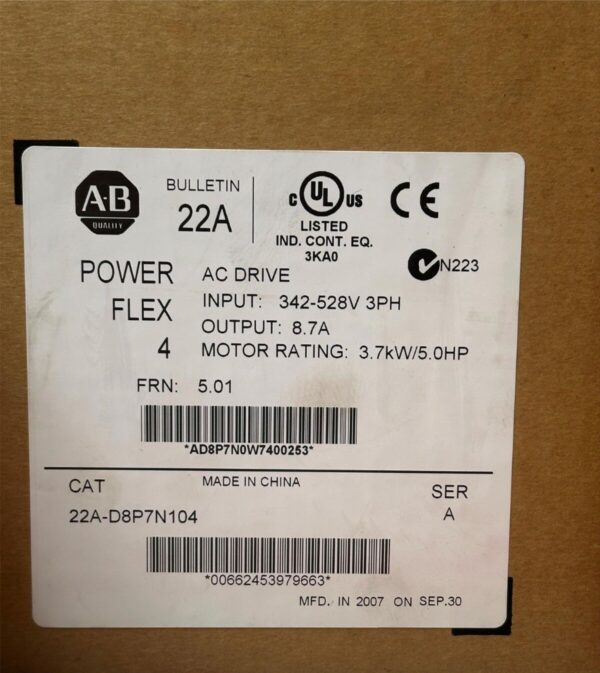 A-B
QUALITY
BULLETIN
22A
C UL US
LISTED
IND. CONT. EQ.
3KA0
CE
N223
POWER
FLEX
4
AC DRIVE
INPUT: 342-528V 3PH
OUTPUT: 8.7A
MOTOR RATING: 3.7kW/5.0HP
FRN: 5.01
*AD8P7N0W7400253*
CAT
MADE IN CHINA
SER
22A-D8P7N104
A
*00662453979663*
MFD. IN 2007 ON SEP.30